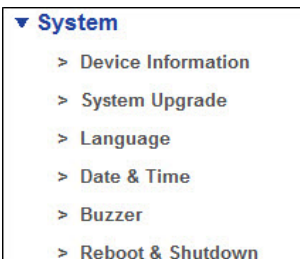 ▼ System
> Device Information
> System Upgrade
> Language
> Date & Time
> Buzzer
> Reboot & Shutdown